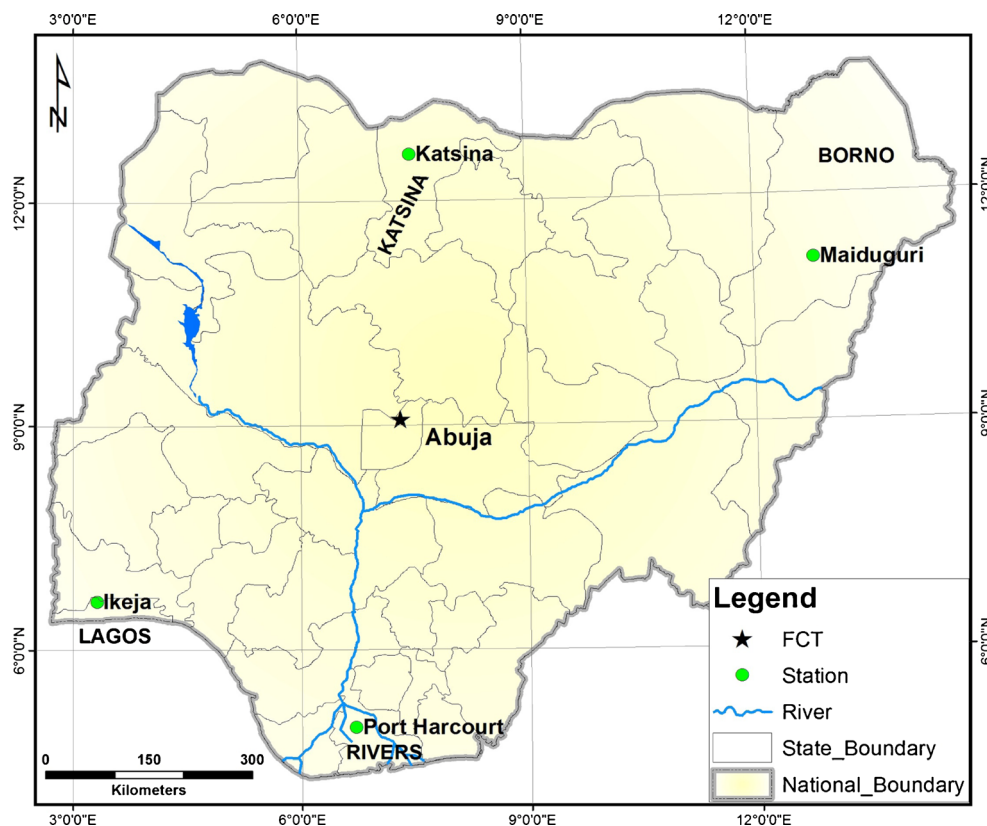 3°0'0"E 6°0'0"E 9°0'0"E 12°0'0"E
N
Katsina
BORNO
KATSINA
12°0'0"N 12°0'0"N
Maiduguri
Abuja
9°0'0"N 9°0'0"N
Ikeja
LAGOS
6°0'0"N 6°0'0"N
Port Harcourt
RIVERS
0 150 300
Kilometers
Legend
FCT
Station
River
State_Boundary
National_Boundary
3°0'0"E 6°0'0"E 9°0'0"E 12°0'0"E